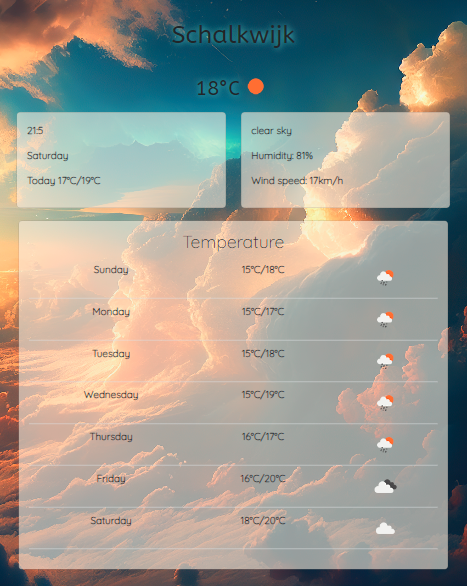 Schalkwijk
18°C
21:5
Saturday
Today 17°C/19°C
clear sky
Humidity: 81%
Wind speed: 17km/h
Temperature
Sunday 15°C/18°C
Monday 15°C/17°C
Tuesday 15°C/18°C
Wednesday 15°C/19°C
Thursday 16°C/17°C
Friday 16°C/20°C
Saturday 18°C/20°C